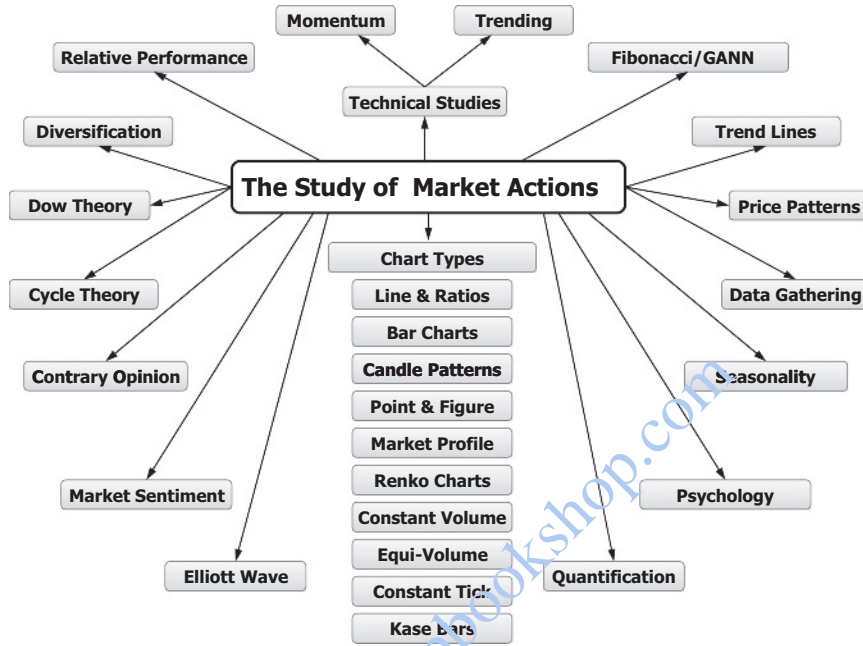 Momentum
Trending
Relative Performance
Fibonacci/GANN
Technical Studies
Diversification
Trend Lines
The Study of Market Actions
Dow Theory
Price Patterns
Chart Types
Cycle Theory
Line & Ratios
Data Gathering
Bar Charts
Contrary Opinion
Candle Patterns
Seasonality
Point & Figure
Market Profile
Renko Charts
Market Sentiment
Psychology
Constant Volume
Equi-Volume
Elliott Wave
Quantification
Constant Tick
Kase Bars